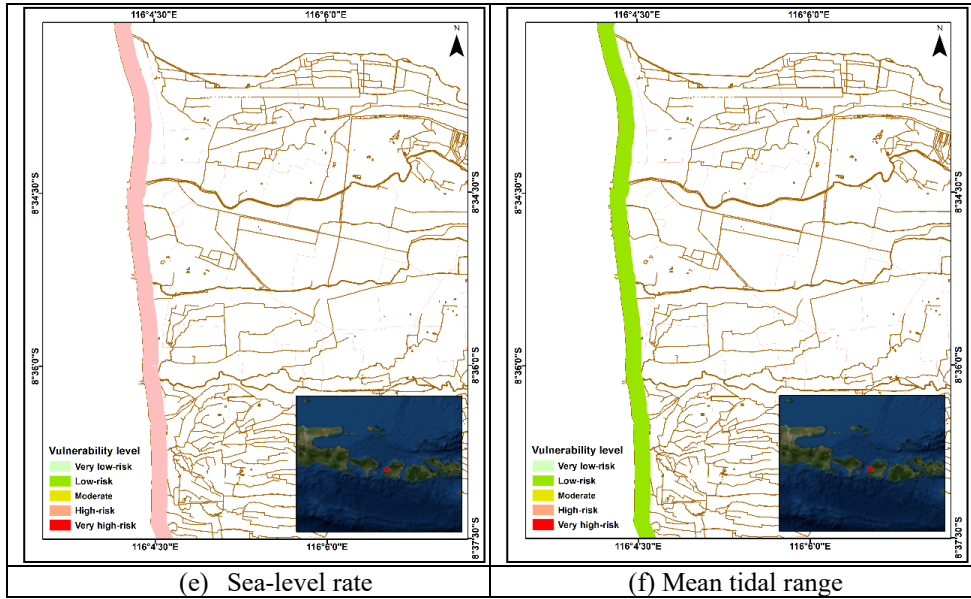 116°4'30"E
116°6'0"E
N
8°34'30"S
8°34'30"S
8°36'0"S
8°36'0"S
Vulnerability level
Very low-risk
Low-risk
Moderate
High-risk
Very high-risk
8°37'30"S
116°4'30"E
116°6'0"E
(e) Sea-level rate
116°4'30"E
116°6'0"E
N
8°34'30"S
8°34'30"S
8°36'0"S
8°36'0"S
Vulnerability level
Very low-risk
Low-risk
Moderate
High-risk
Very high-risk
8°37'30"S
116°4'30"E
116°6'0"E
(f) Mean tidal range